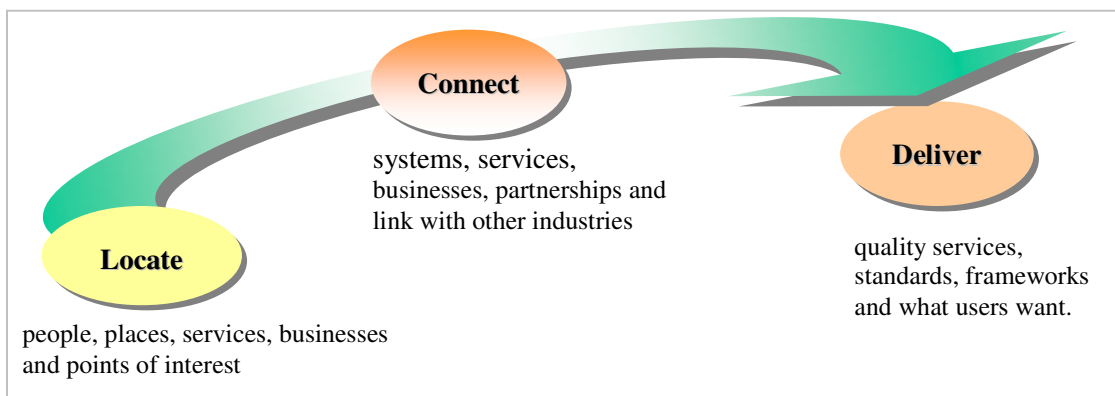 Connect
systems, services,
businesses, partnerships and
link with other industries
Deliver
quality services,
standards, frameworks
and what users want.
Locate
people, places, services, businesses
and points of interest